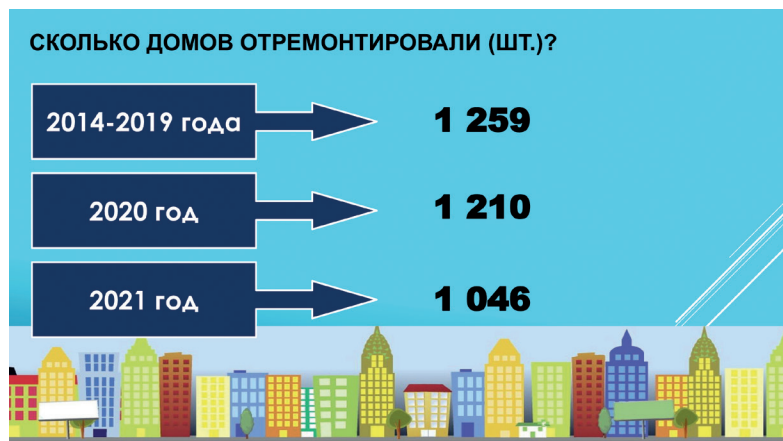 СКОЛЬКО ДОМОВ ОТРЕМОНТИРОВАЛИ (ШТ.)?
2014-2019 года
1 259
2020 год
1 210
2021 год
1 046